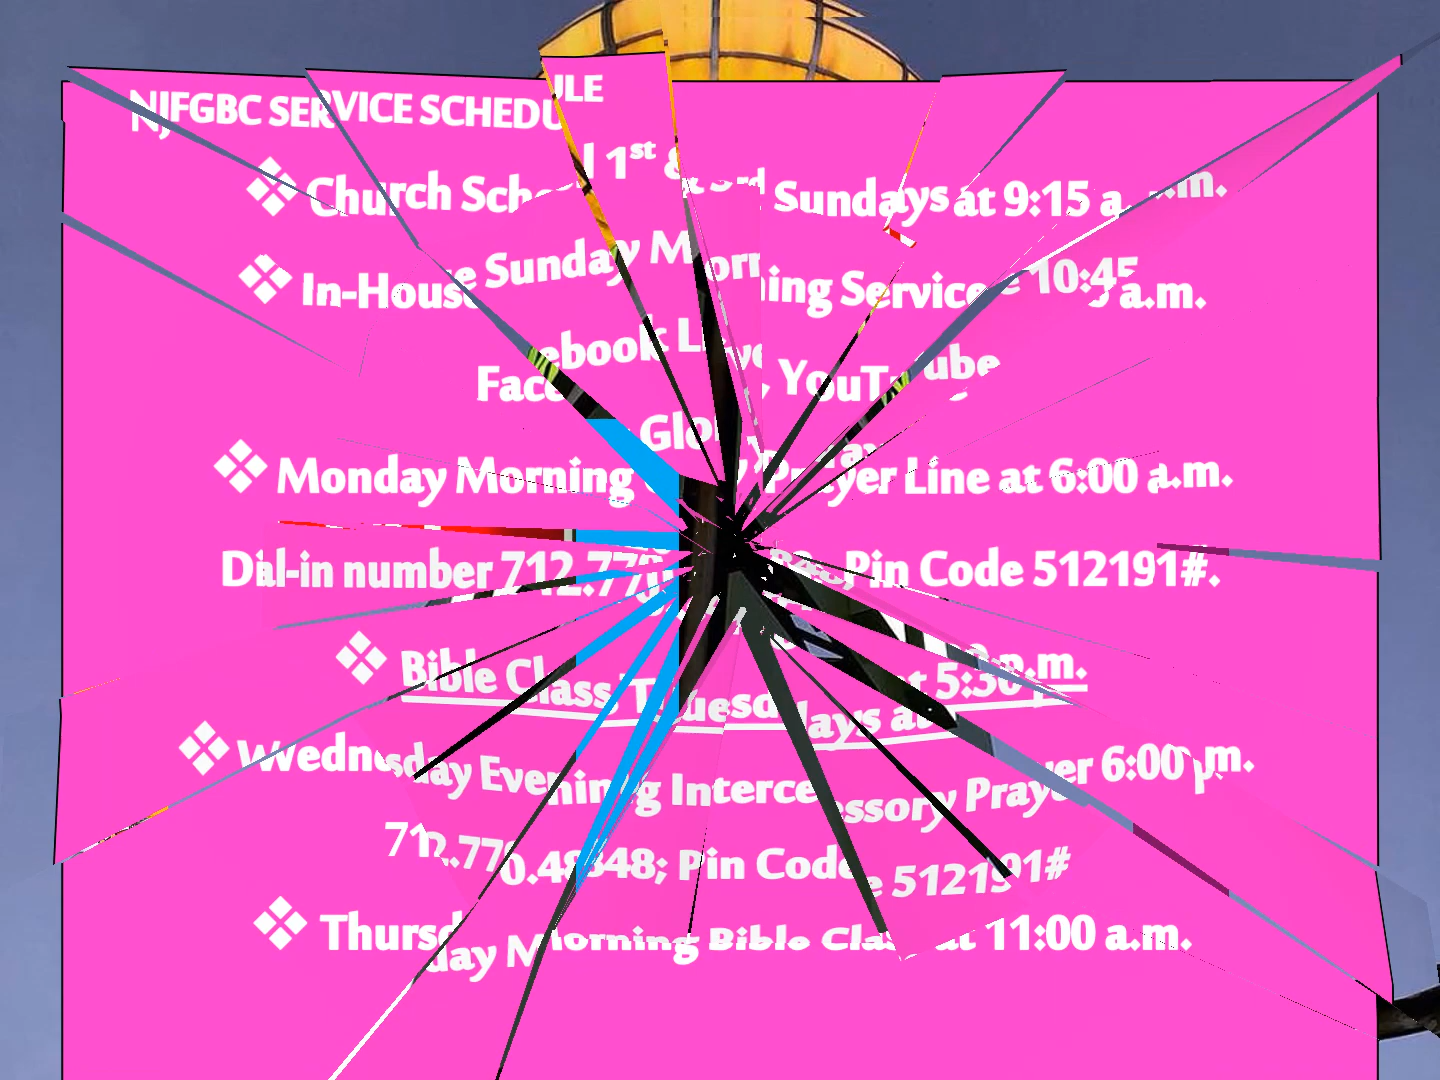 NJFGBC SERVICE SCHEDULE
❖ Church School 1st & 3rd Sundays at 9:15 a.m.
❖ In-House Sunday Morning Service 10:45 a.m.
Facebook Live, YouTube
❖ Monday Morning Glory Prayer Line at 6:00 a.m.
Dial-in number 712.770. Pin Code 512191#.
❖ Bible Class Tuesdays at 5:30 p.m.
❖ Wednesday Evening Intercessory Prayer 6:00 p.m.
712.770.4848; Pin Code 512191#
❖ Thursday Morning Bible Class at 11:00 a.m.